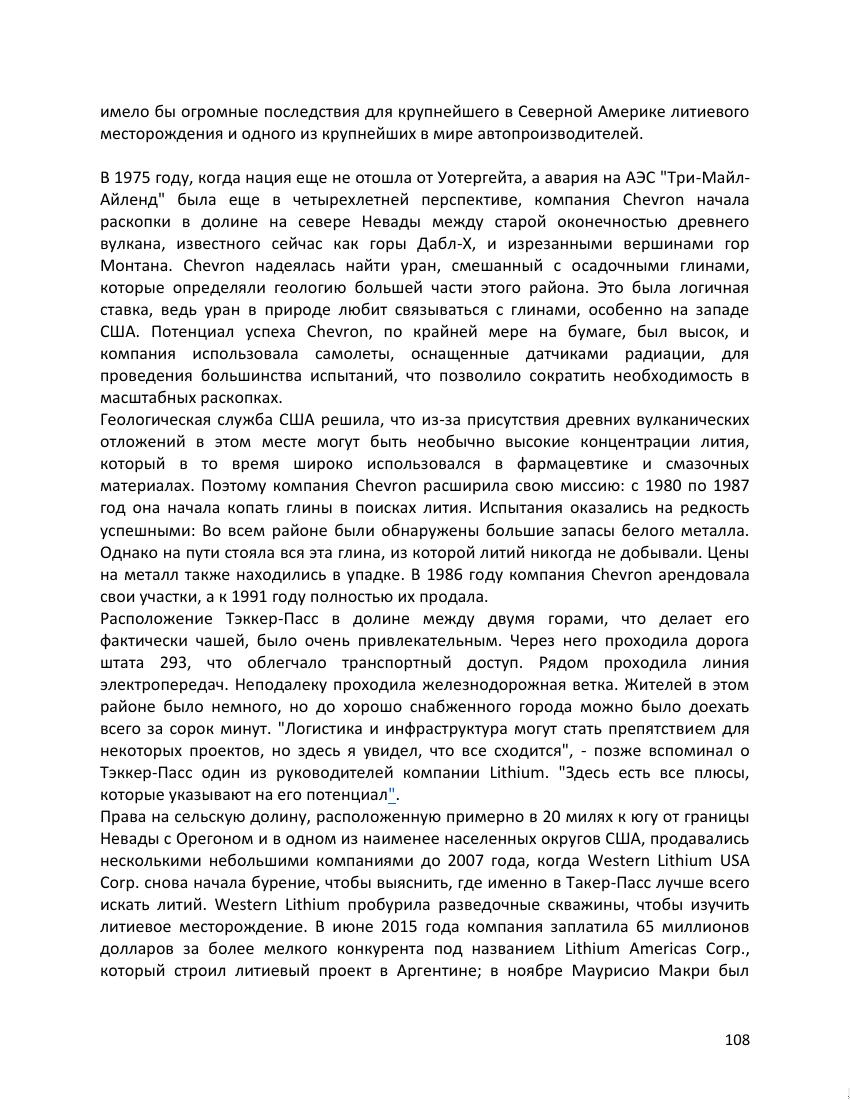 имело бы огромные последствия для крупнейшего в Северной Америке литиевого
месторождения и одного из крупнейших в мире автопроизводителей.
В 1975 году, когда нация еще не отошла от Уотергейта, а авария на АЭС "Три-Майл-
Айленд" была еще в четырехлетней перспективе, компания Chevron начала
раскопки в долине на севере Невады между старой оконечностью древнего
вулкана, известного сейчас как горы Дабл-Х, и изрезанными вершинами гор
Монтана. Chevron надеялась найти уран, смешанный с осадочными глинами,
которые определяли геологию большей части этого района. Это была логичная
ставка, ведь уран в природе любит связываться с глинами, особенно на западе
США. Потенциал успеха Chevron, по крайней мере на бумаге, был высок, и
компания использовала самолеты, оснащенные датчиками радиации, для
проведения большинства испытаний, что позволило сократить необходимость в
масштабных раскопках.
Геологическая служба США решила, что из-за присутствия древних вулканических
отложений в этом месте могут быть необычно высокие концентрации лития,
который в то время широко использовался в фармацевтике и смазочных
материалах. Поэтому компания Chevron расширила свою миссию: с 1980 по 1987
год она начала копать глины в поисках лития. Испытания оказались на редкость
успешными: Во всем районе были обнаружены большие запасы белого металла.
Однако на пути стояла вся эта глина, из которой литий никогда не добывали. Цены
на металл также находились в упадке. В 1986 году компания Chevron арендовала
свои участки, а к 1991 году полностью их продала.
Расположение Тэккер-Пасс в долине между двумя горами, что делает его
фактически чашей, было очень привлекательным. Через него проходила дорога
штата 293, что облегчало транспортный доступ. Рядом проходила линия
электропередач. Неподалеку проходила железнодорожная ветка. Жителей в этом
районе было немного, но до хорошо снабженного города можно было доехать
всего за сорок минут. "Логистика и инфраструктура могут стать препятствием для
некоторых проектов, но здесь я увидел, что все сходится", - позже вспоминал о
Тэккер-Пасс один из руководителей компании Lithium. "Здесь есть все плюсы,
которые указывают на его потенциал".
Права на сельскую долину, расположенную примерно в 20 милях к югу от границы
Невады с Орегоном и в одном из наименее населенных округов США, продавались
несколькими небольшими компаниями до 2007 года, когда Western Lithium USA
Corp. снова начала бурение, чтобы выяснить, где именно в Такер-Пасс лучше всего
искать литий. Western Lithium пробурила разведочные скважины, чтобы изучить
литиевое месторождение. В июне 2015 года компания заплатила 65 миллионов
долларов за более мелкого конкурента под названием Lithium Americas Corp.,
который строил литиевый проект в Аргентине; в ноябре Маурисио Макри был
108